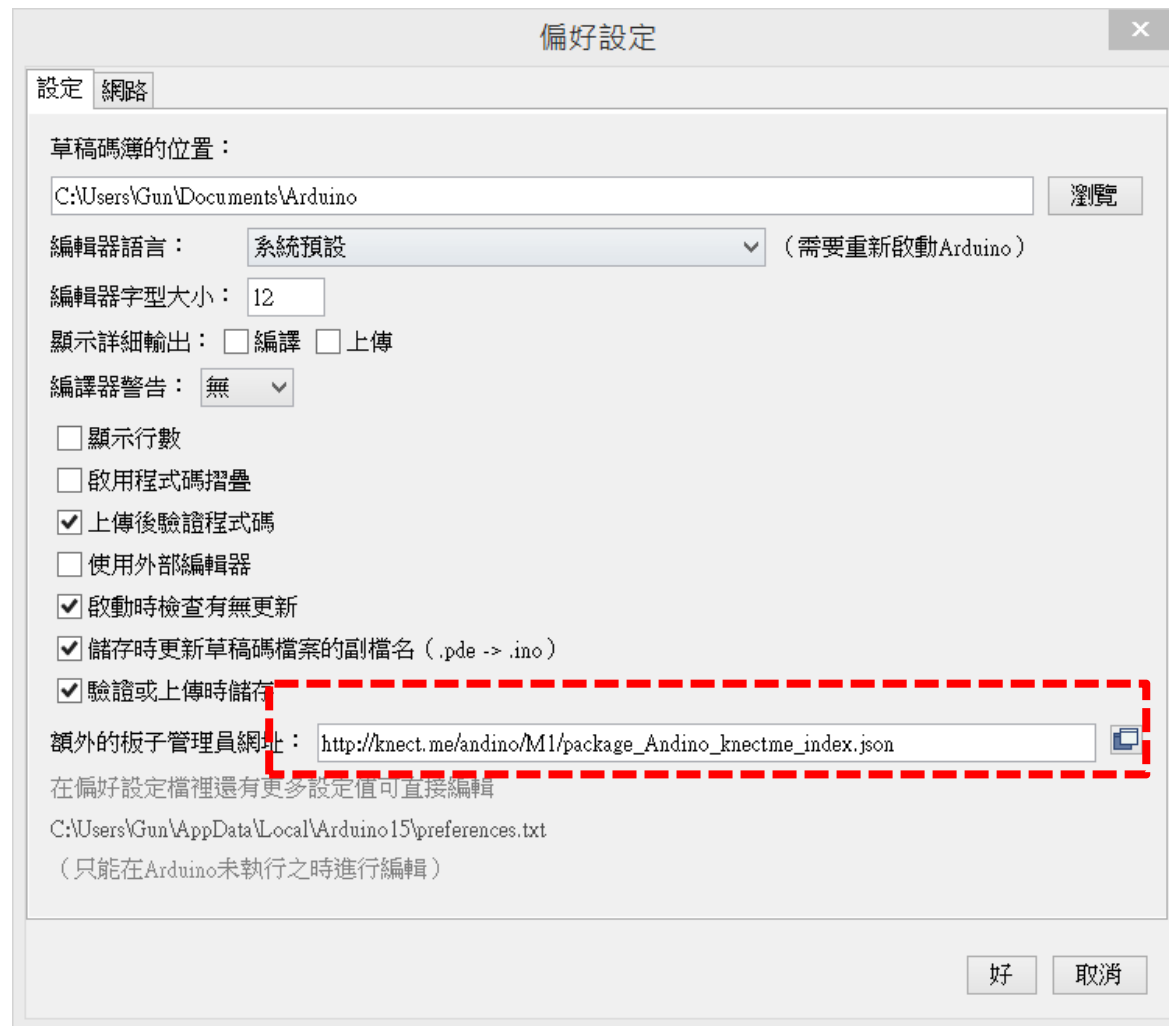 偏好設定
設定 網路
草稿碼簿的位置：
C:\Users\Gun\Documents\Arduino 瀏覽
編輯器語言： 系統預設 （需要重新啟動Arduino）
編輯器字型大小： 12
顯示詳細輸出： 編譯 上傳
編譯器警告： 無
顯示行數
啟用程式碼摺疊
上傳後驗證程式碼
使用外部編輯器
啟動時檢查有無更新
儲存時更新草稿碼檔案的副檔名（.pde -> .ino）
驗證或上傳時儲存
額外的板子管理員網址： http://knect.me/andino/M1/package_Andino_knectme_index.json
在偏好設定檔裡還有更多設定值可直接編輯
C:\Users\Gun\AppData\Local\Arduino15\preferences.txt
（只能在Arduino未執行之時進行編輯）
好 取消